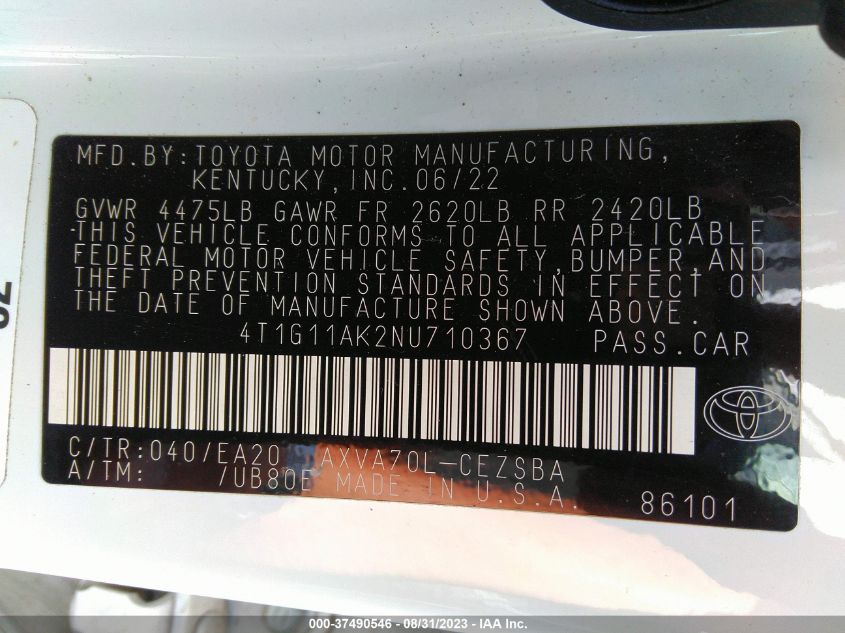 MFD.BY:TOYOTA MOTOR MANUFACTURING,
KENTUCKY,INC.06/22
GVWR 4475LB GAWR FR 2620LB RR 2420LB
THIS VEHICLE CONFORMS TO ALL APPLICABLE
FEDERAL MOTOR VEHICLE SAFETY,BUMPER,AND
THEFT PREVENTION STANDARDS IN EFFECT ON
THE DATE OF MANUFACTURE SHOWN ABOVE.
4T1G11AK2NU710367 PASS.CAR
C/TR:040/EA20 AXVA70L-CEZSBA
A/TM: /UB80E MADE IN U.S.A.
86101
000-37490546 - 08/31/2023 - IAA Inc.